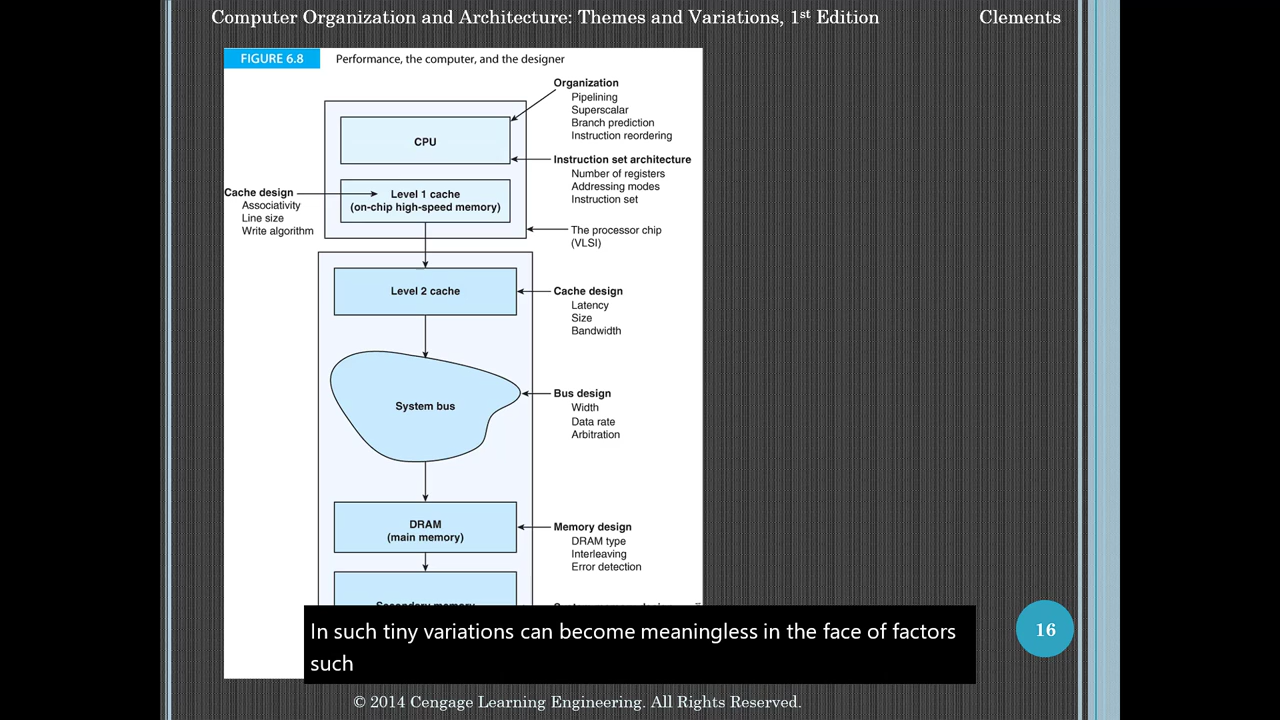 Computer Organization and Architecture: Themes and Variations, 1st Edition Clements
FIGURE 6.8 Performance, the computer, and the designer
Organization
Pipelining
Superscalar
Branch prediction
Instruction reordering
CPU
Instruction set architecture
Number of registers
Addressing modes
Instruction set
Cache design
Associativity
Line size
Write algorithm
Level 1 cache
(on-chip high-speed memory)
The processor chip
(VLSI)
Level 2 cache
Cache design
Latency
Size
Bandwidth
System bus
Bus design
Width
Data rate
Arbitration
DRAM
(main memory)
Memory design
DRAM type
Interleaving
Error detection
Secondary memory
In such tiny variations can become meaningless in the face of factors
such
16
© 2014 Cengage Learning Engineering. All Rights Reserved.